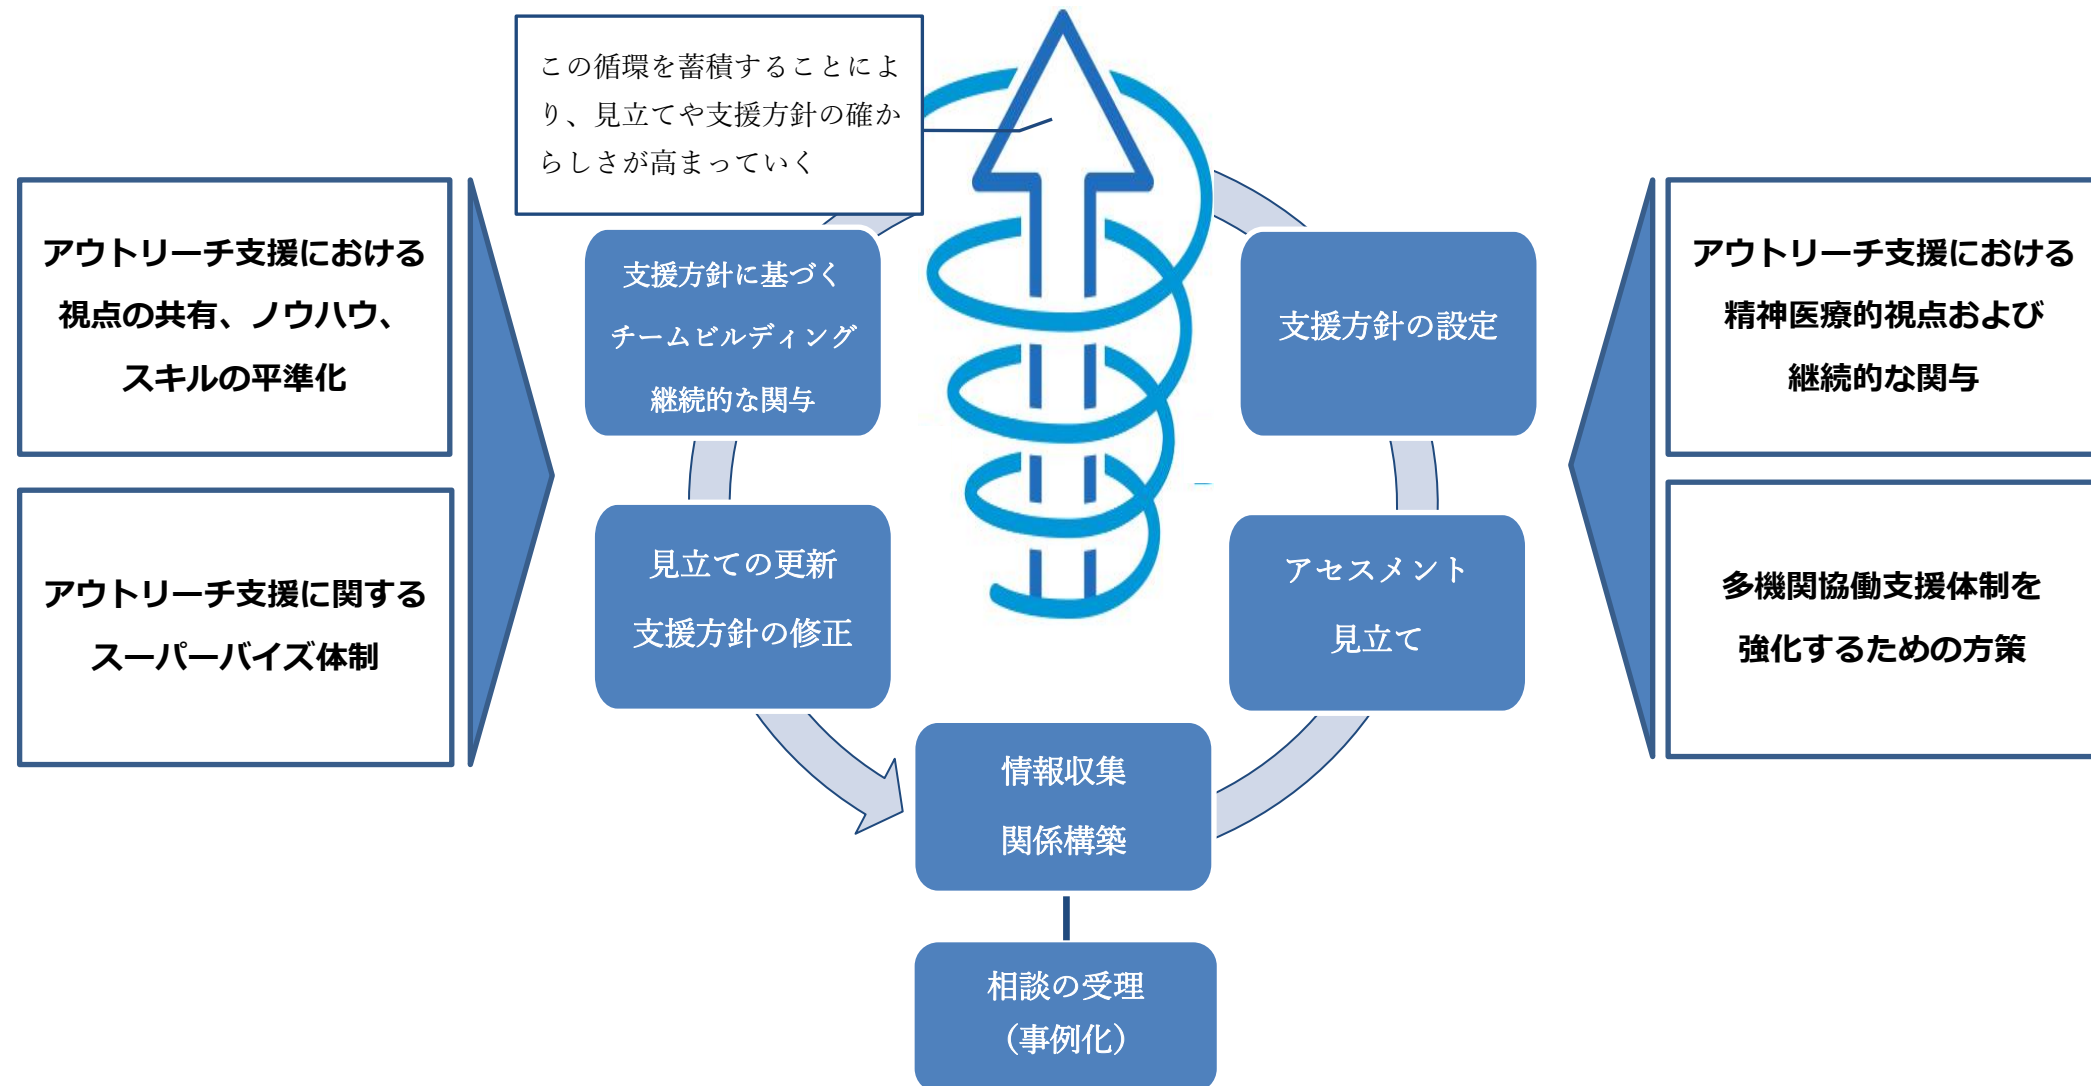 この循環を蓄積することによ
り、見立てや支援方針の確か
らしさが高まっていく
アウトリーチ支援における
視点の共有、ノウハウ、
スキルの平準化
アウトリーチ支援に関する
スーパーバイズ体制
支援方針に基づく
チームビルディング
継続的な関与
見立ての更新
支援方針の修正
支援方針の設定
アセスメント
見立て
情報収集
関係構築
相談の受理
（事例化）
アウトリーチ支援における
精神医療的視点および
継続的な関与
多機関協働支援体制を
強化するための方策